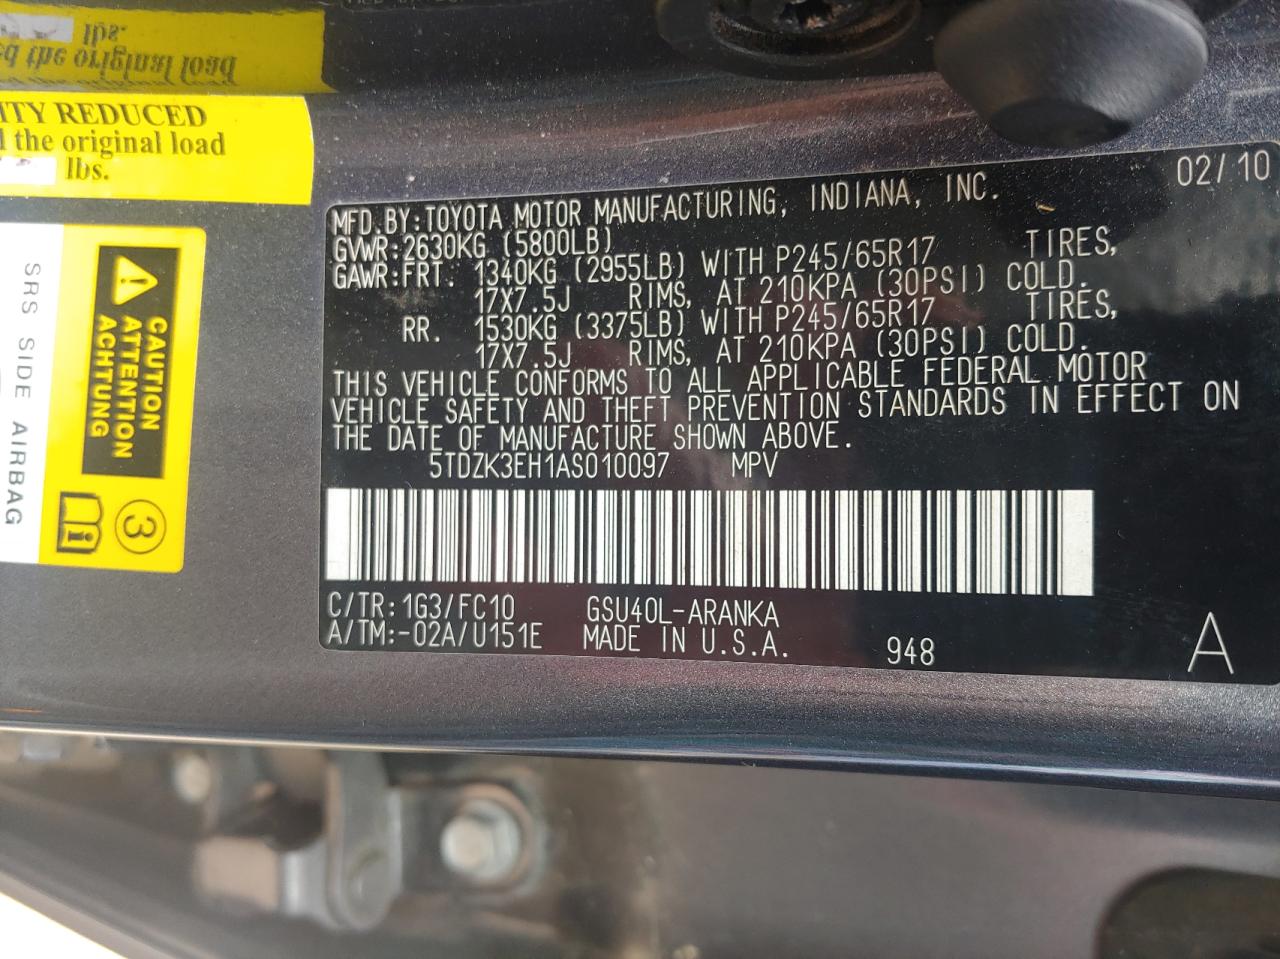 lbs.
the original load
ITY REDUCED
the original load
lbs.
SRS SIDE AIRBAG
CAUTION
ATTENTION
ACHTUNG
3
i
02/10
MFD.BY:TOYOTA MOTOR MANUFACTURING, INDIANA, INC.
GVWR:2630KG (5800LB)
GAWR:FRT. 1340KG (2955LB) WITH P245/65R17 TIRES,
17X7.5J RIMS, AT 210KPA (30PSI) COLD.
RR. 1530KG (3375LB) WITH P245/65R17 TIRES,
17X7.5J RIMS, AT 210KPA (30PSI) COLD.
THIS VEHICLE CONFORMS TO ALL APPLICABLE FEDERAL MOTOR
VEHICLE SAFETY AND THEFT PREVENTION STANDARDS IN EFFECT ON
THE DATE OF MANUFACTURE SHOWN ABOVE.
5TDZK3EH1AS010097 MPV
C/TR:1G3/FC10 GSU40L-ARANKA
A/TM:-02A/U151E MADE IN U.S.A. 948 A